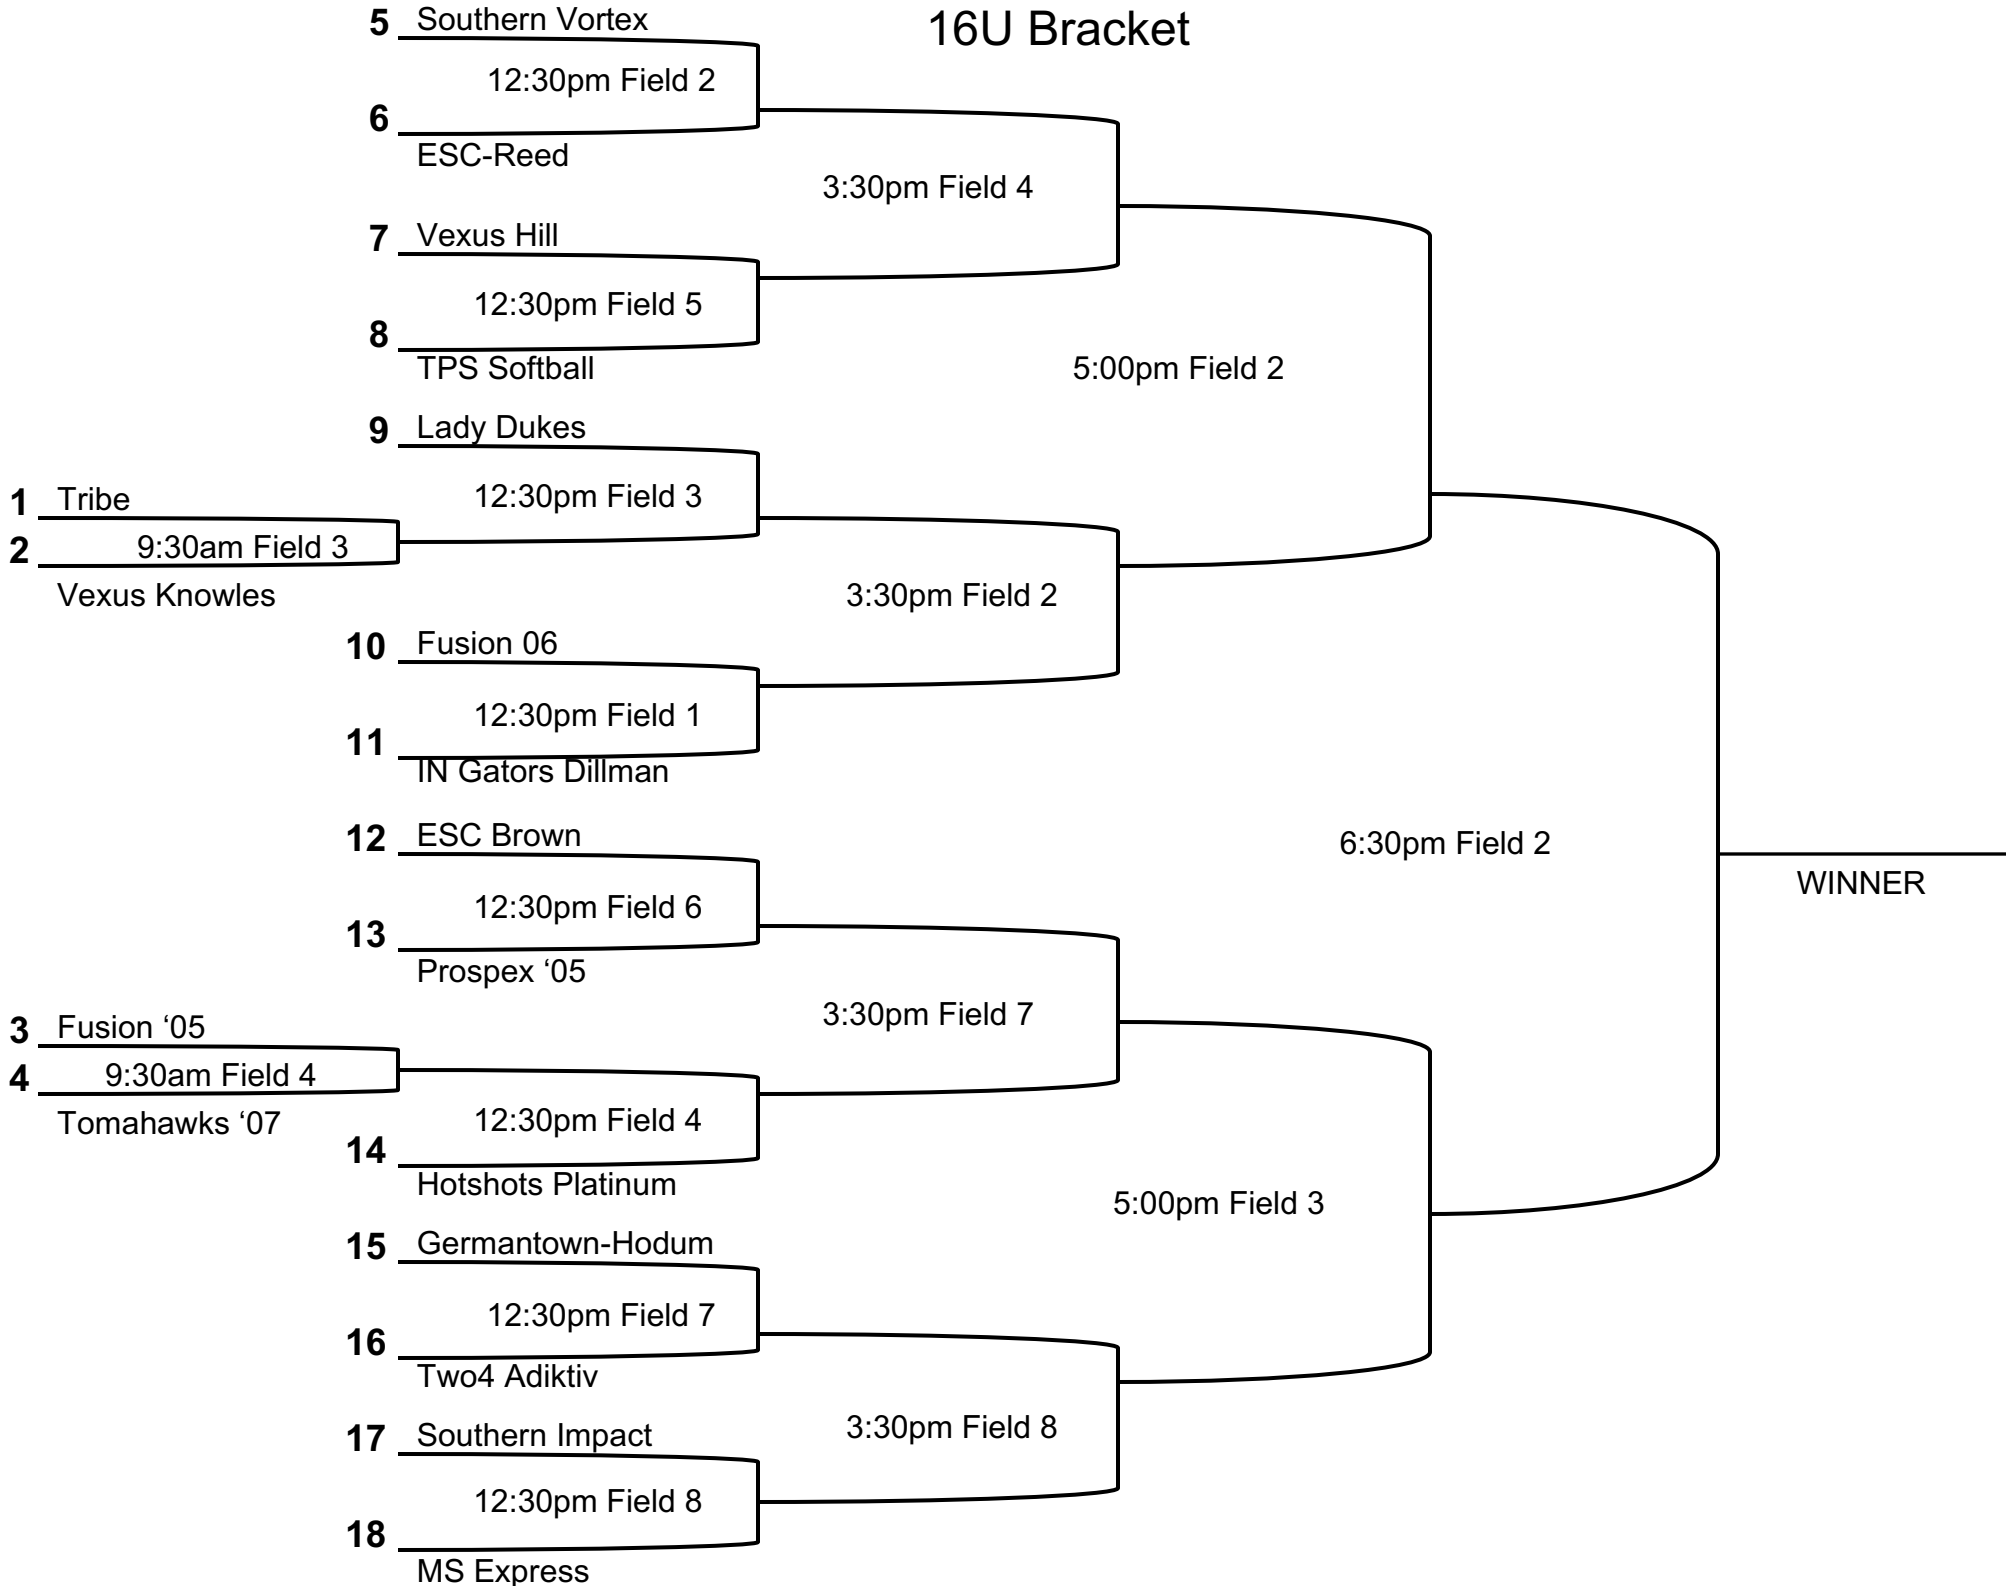 16U Bracket
5 Southern Vortex
12:30pm Field 2
6
ESC-Reed
3:30pm Field 4
7 Vexus Hill
12:30pm Field 5
8
TPS Softball
5:00pm Field 2
9 Lady Dukes
12:30pm Field 3
1 Tribe
9:30am Field 3
2
Vexus Knowles
3:30pm Field 2
10 Fusion 06
12:30pm Field 1
11
IN Gators Dillman
12 ESC Brown
6:30pm Field 2
WINNER
12:30pm Field 6
13
Prospex ‘05
3:30pm Field 7
3 Fusion ‘05
9:30am Field 4
4
Tomahawks ‘07
12:30pm Field 4
14
Hotshots Platinum
5:00pm Field 3
15 Germantown-Hodum
12:30pm Field 7
16
Two4 Adiktiv
3:30pm Field 8
17 Southern Impact
12:30pm Field 8
18
MS Express